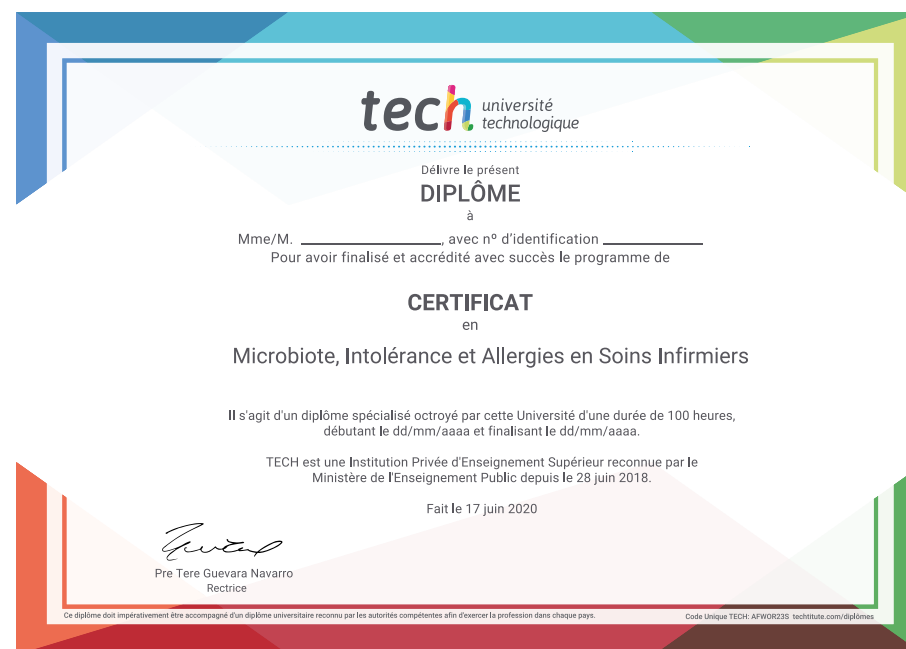 tech université
technologique
Délivre le présent
DIPLÔME
à
Mme/M. ____________________, avec nº d'identification ______________
Pour avoir finalisé et accrédité avec succès le programme de
CERTIFICAT
en
Microbiote, Intolérance et Allergies en Soins Infirmiers
Il s'agit d'un diplôme spécialisé octroyé par cette Université d'une durée de 100 heures,
débutant le dd/mm/aaaa et finalisant le dd/mm/aaaa.
TECH est une Institution Privée d'Enseignement Supérieur reconnue par le
Ministère de l'Enseignement Public depuis le 28 juin 2018.
Fait le 17 juin 2020
Pre Tere Guevara Navarro
Rectrice
Ce diplôme doit impérativement être accompagné d'un diplôme universitaire reconnu par les autorités compétentes afin d'exercer la profession dans chaque pays.
Code Unique TECH: AFWOR23S techtitute.com/diplômes